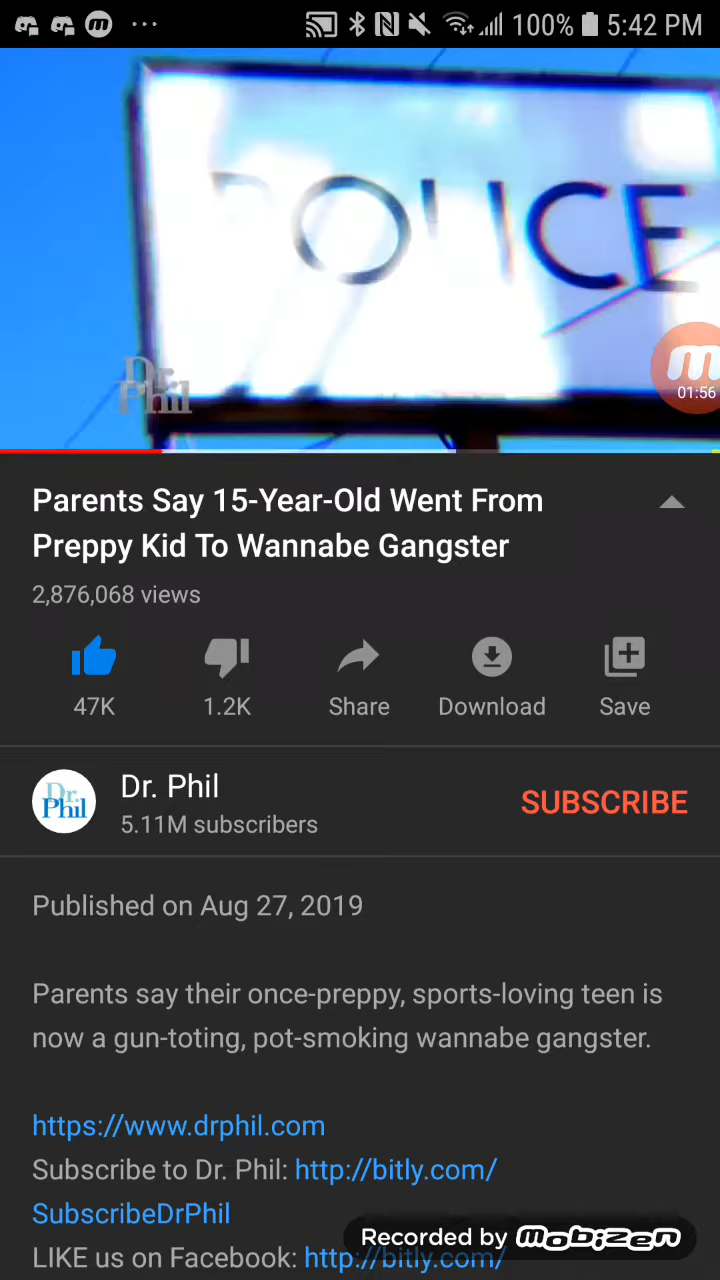 m ... 100% 5:42 PM
POLICE
Dr.
Phil
m
01:56
Parents Say 15-Year-Old Went From
Preppy Kid To Wannabe Gangster
2,876,068 views
47K 1.2K Share Download Save
Dr.
Phil
Dr. Phil
SUBSCRIBE
5.11M subscribers
Published on Aug 27, 2019
Parents say their once-preppy, sports-loving teen is
now a gun-toting, pot-smoking wannabe gangster.
https://www.drphil.com
Subscribe to Dr. Phil: http://bitly.com/
SubscribeDrPhil
LIKE us on Facebook: http://bitly.com/
Recorded by mobizen